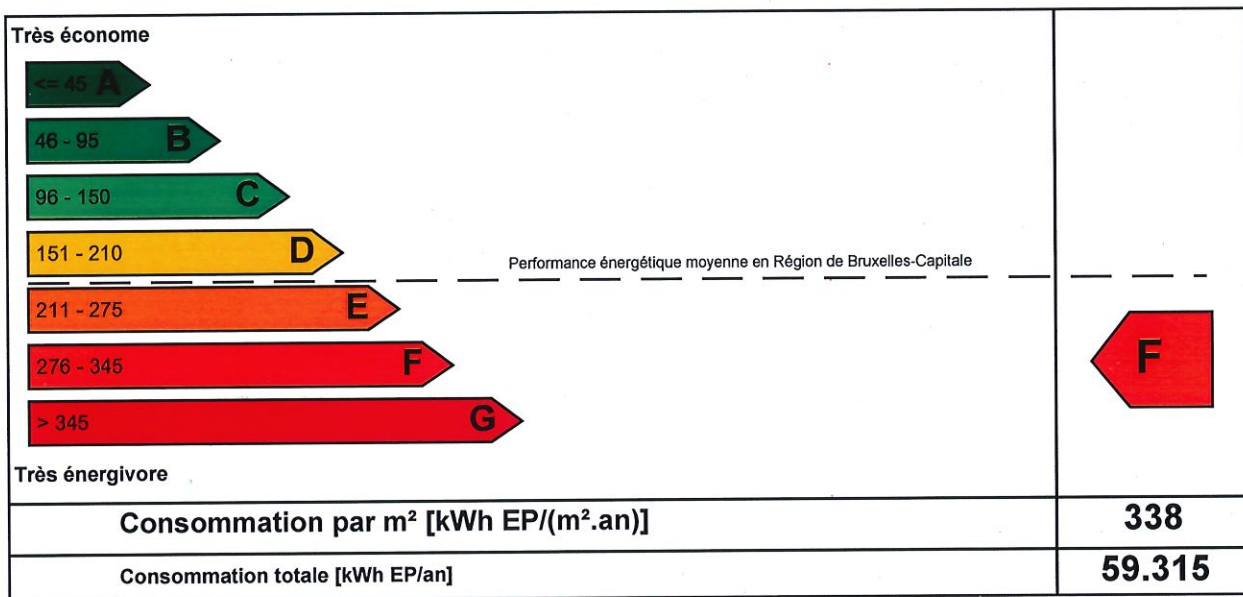 Très économe
<= 45 A
46 - 95 B
96 - 150 C
151 - 210 D
Performance énergétique moyenne en Région de Bruxelles-Capitale
211 - 275 E
276 - 345 F
F
> 345 G
Très énergivore
Consommation par m² [kWh EP/(m².an)] 338
Consommation totale [kWh EP/an] 59.315